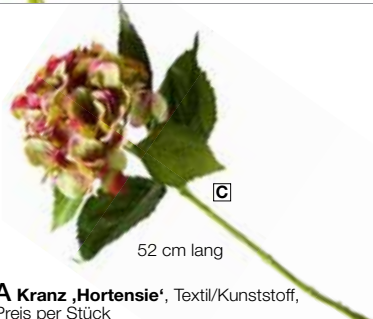 C
52 cm lang
A Kranz ‚Hortensie‘, Textil/Kunststoff,
Preis per Stück